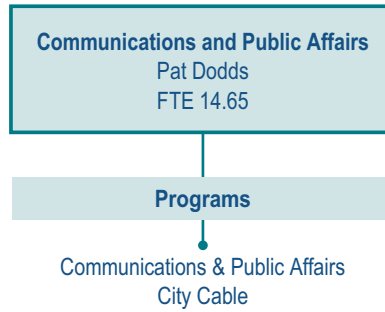 Communications and Public Affairs
Pat Dodds
FTE 14.65
Programs
Communications & Public Affairs
City Cable